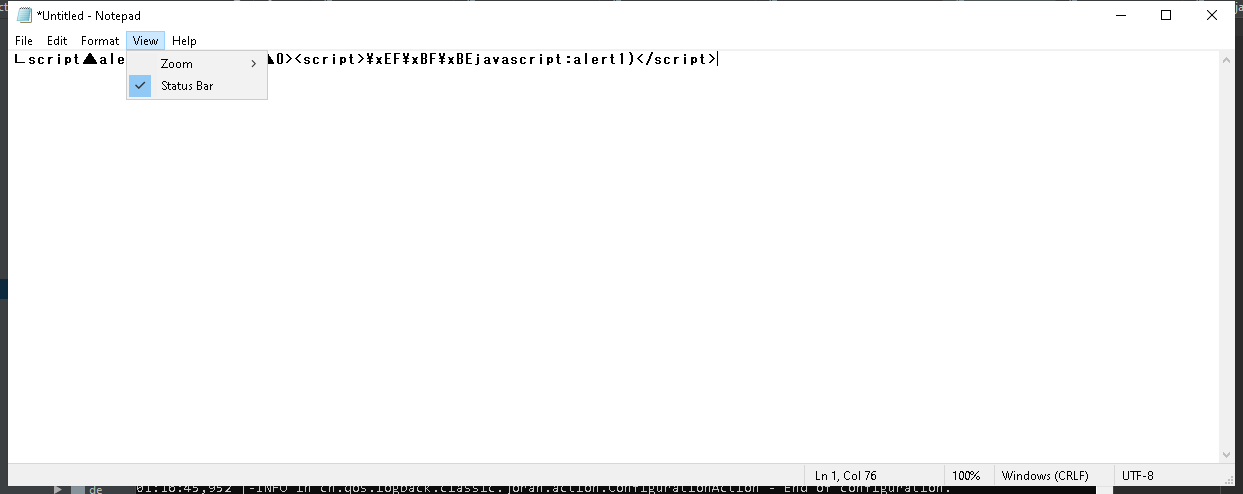 *Untitled - Notepad
File Edit Format View Help
∟script▲ale ▲0><script>¥xEF¥xBF¥xBEjavascript:alert1)</script>
Zoom
Status Bar
Ln 1, Col 76 100% Windows (CRLF) UTF-8
de 01:16:45,952 |-INFO in ch.qos.logback.classic.joran.action.ConfigurationAction - End of configuration.